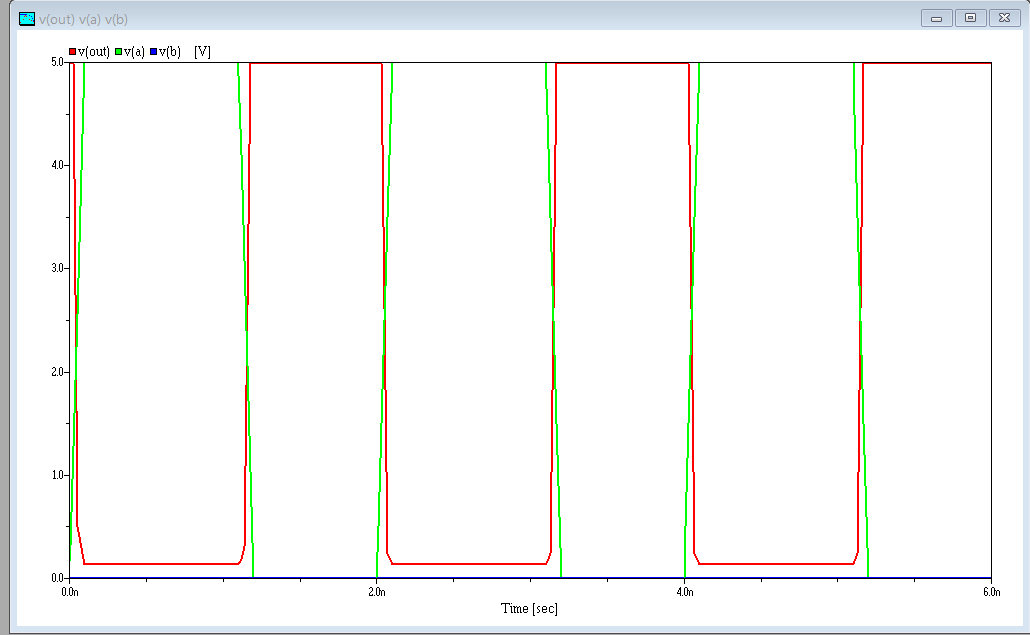 v(out) v(a) v(b)
v(out) v(a) v(b) [V]
5.0
4.0
3.0
2.0
1.0
0.0
0.0n 2.0n 4.0n 6.0n
Time [sec]